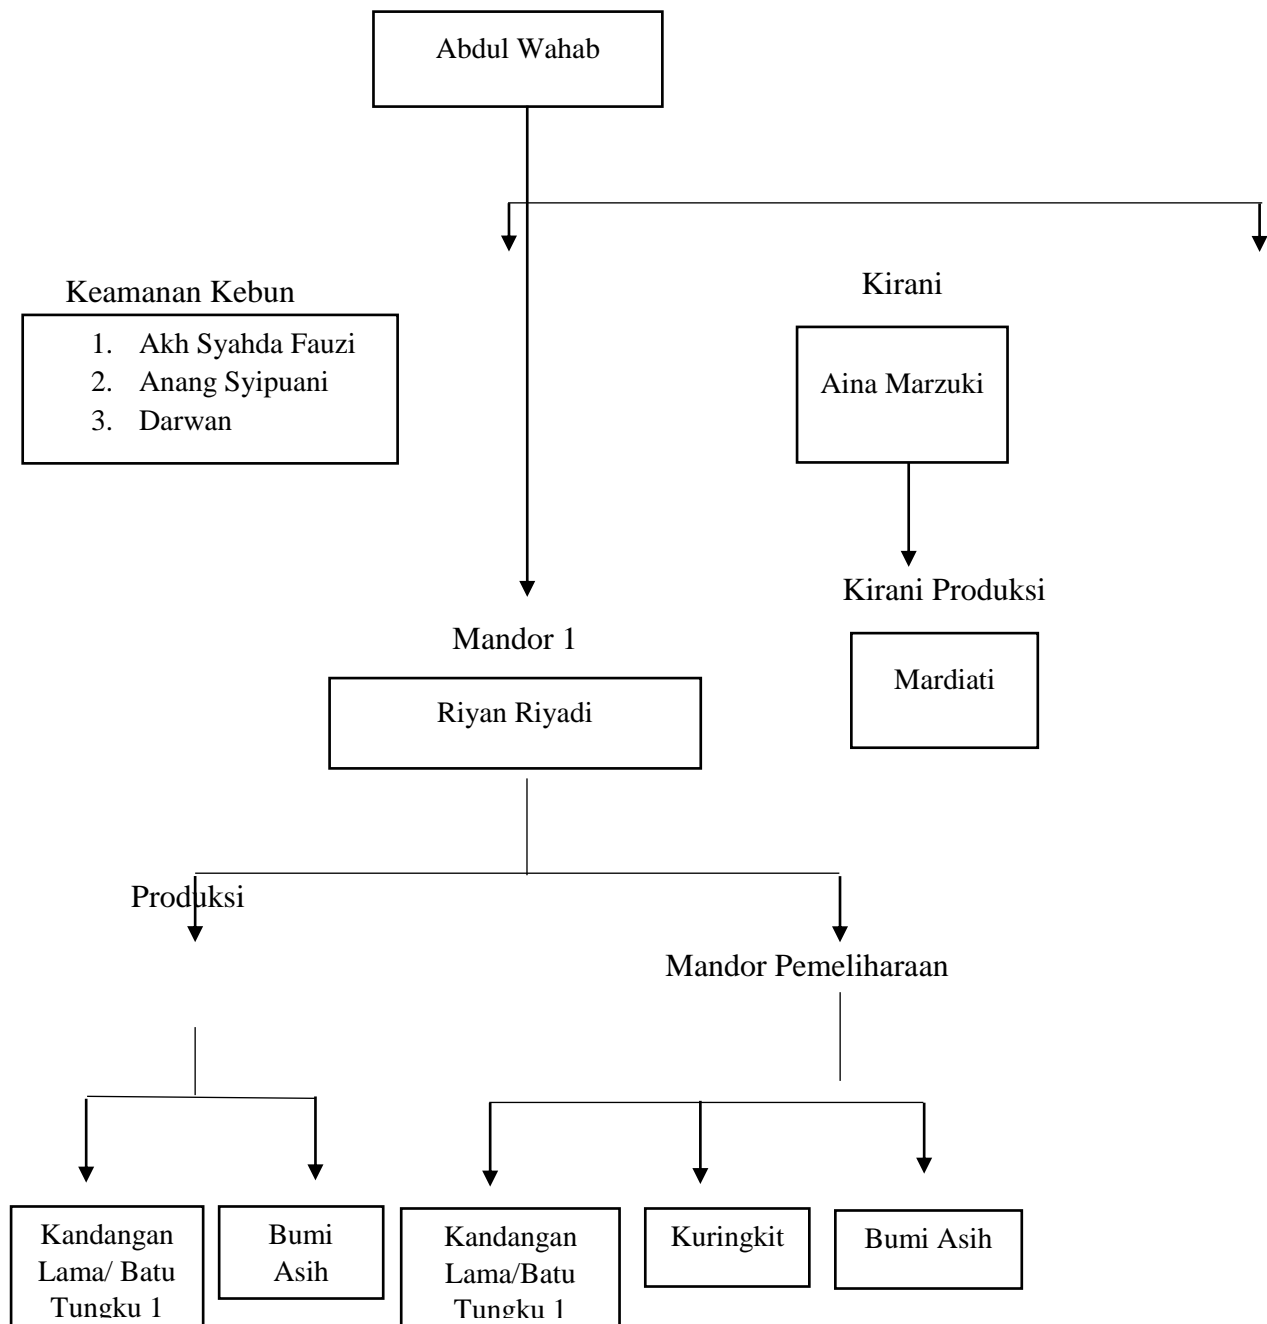 Abdul Wahab
Keamanan Kebun
1. Akh Syahda Fauzi
2. Anang Syipuani
3. Darwan
Kirani
Aina Marzuki
Kirani Produksi
Mardiati
Mandor 1
Riyan Riyadi
Produksi
Mandor Pemeliharaan
Kandangan
Lama/ Batu
Tungku 1
Bumi
Asih
Kandangan
Lama/Batu
Tungku 1
Kuringkit
Bumi Asih